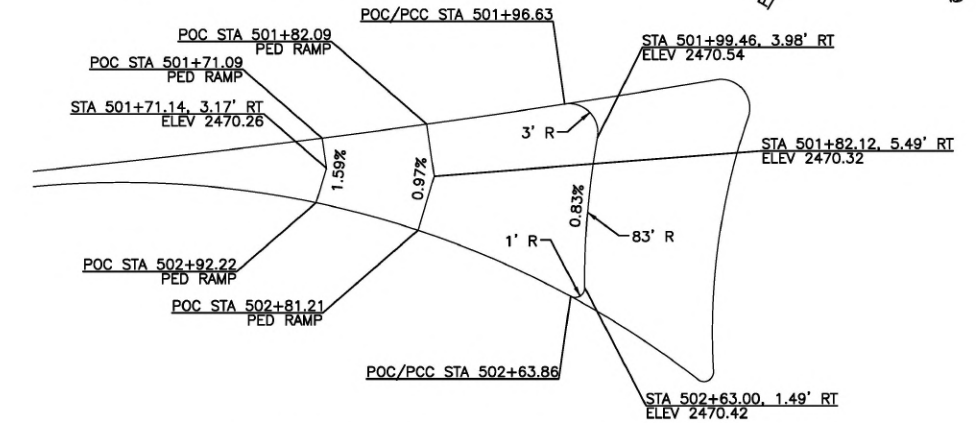 POC/PCC STA 501+96.63
POC STA 501+82.09
PED RAMP
STA 501+99.46, 3.98' RT
ELEV 2470.54
POC STA 501+71.09
PED RAMP
STA 501+71.14, 3.17' RT
ELEV 2470.26
3' R
STA 501+82.12, 5.49' RT
ELEV 2470.32
1.59%
0.97%
0.83%
1' R
83' R
POC STA 502+92.22
PED RAMP
POC STA 502+81.21
PED RAMP
POC/PCC STA 502+63.86
STA 502+63.00, 1.49' RT
ELEV 2470.42